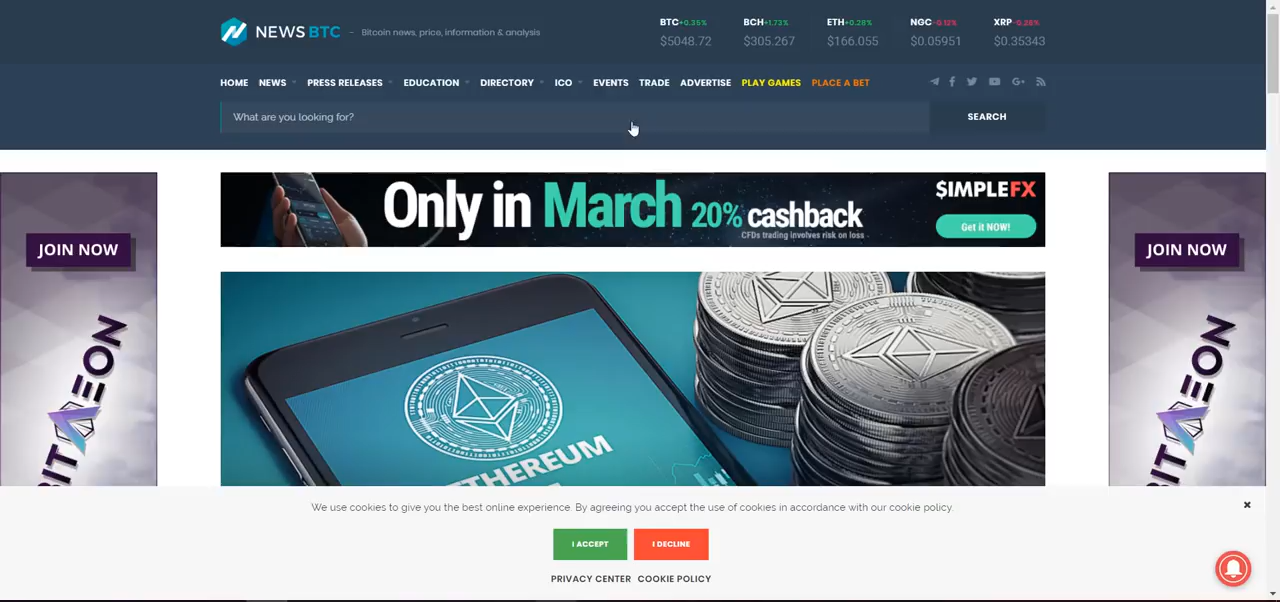 NEWSBTC – Bitcoin news, price, information & analysis
BTC+0.35% BCH+1.73% ETH+0.28% NGC-0.12% XRP-0.26%
$5048.72 $305.267 $166.055 $0.05951 $0.35343
HOME NEWS PRESS RELEASES EDUCATION DIRECTORY ICO EVENTS TRADE ADVERTISE PLAY GAMES PLACE A BET
What are you looking for? SEARCH
Only in March 20% cashback
CFDs trading involves risk on loss
$IMPLEFX
Get it NOW!
JOIN NOW
BITAEON
JOIN NOW
BITAEON
ETHEREUM
We use cookies to give you the best online experience. By agreeing you accept the use of cookies in accordance with our cookie policy.
I ACCEPT I DECLINE
PRIVACY CENTER COOKIE POLICY